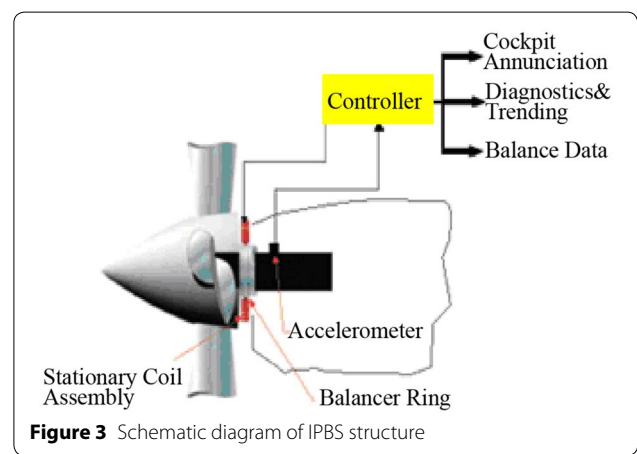 Cockpit
Annunciation
Diagnostics&
Trending
Balance Data
Controller
Accelerometer
Stationary Coil
Assembly
Balancer Ring
Figure 3 Schematic diagram of IPBS structure